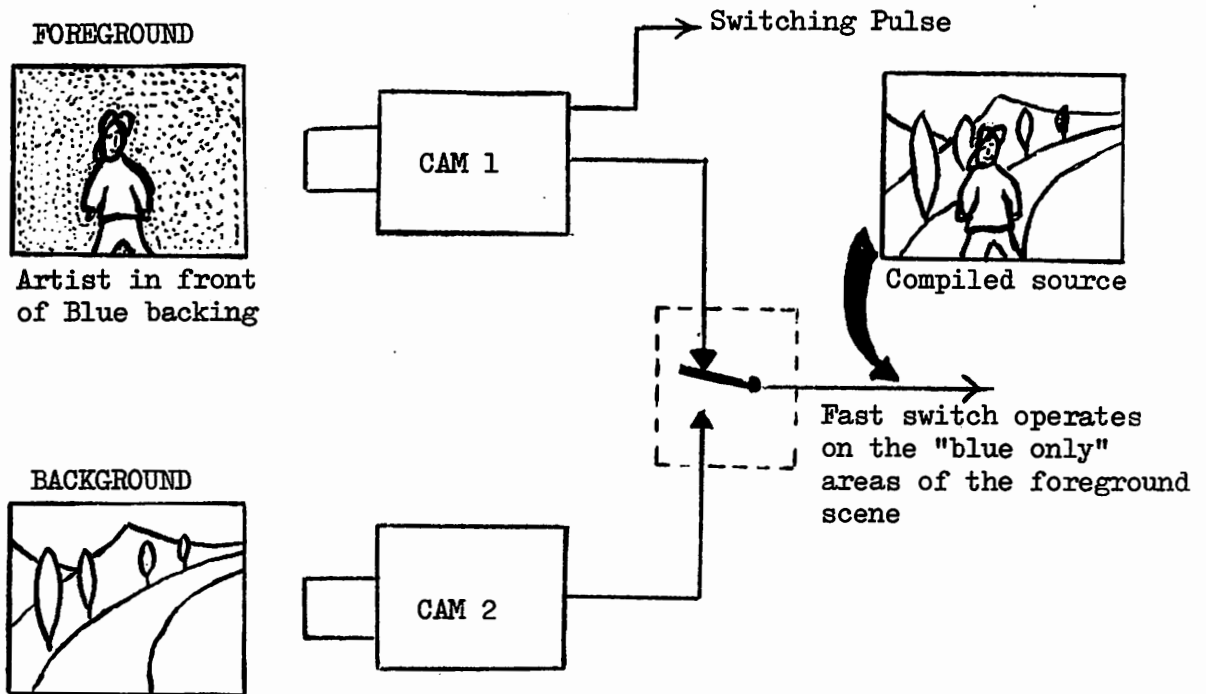 FOREGROUND
Switching Pulse
CAM 1
Artist in front
of Blue backing
Compiled source
Fast switch operates
on the "blue only"
areas of the foreground
scene
BACKGROUND
CAM 2